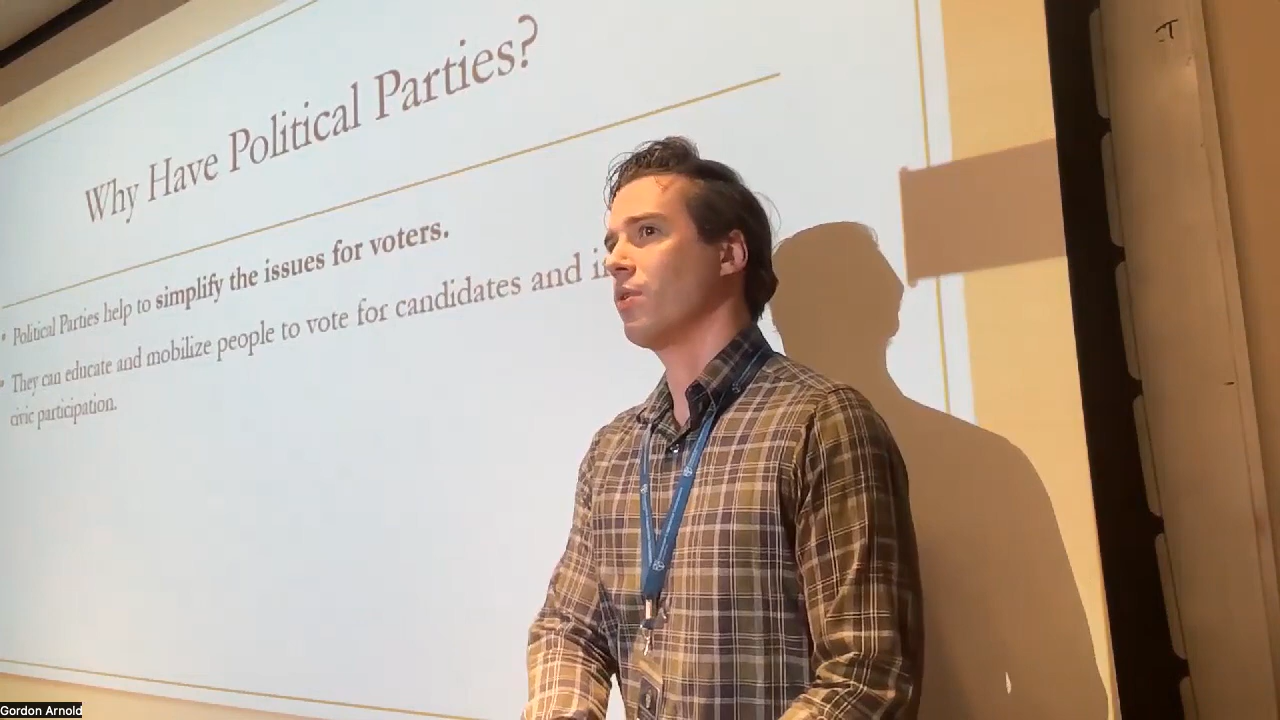 Why Have Political Parties?
• Political Parties help to simplify the issues for voters.
• They can educate and mobilize people to vote for candidates and
civic participation.
Gordon Arnold